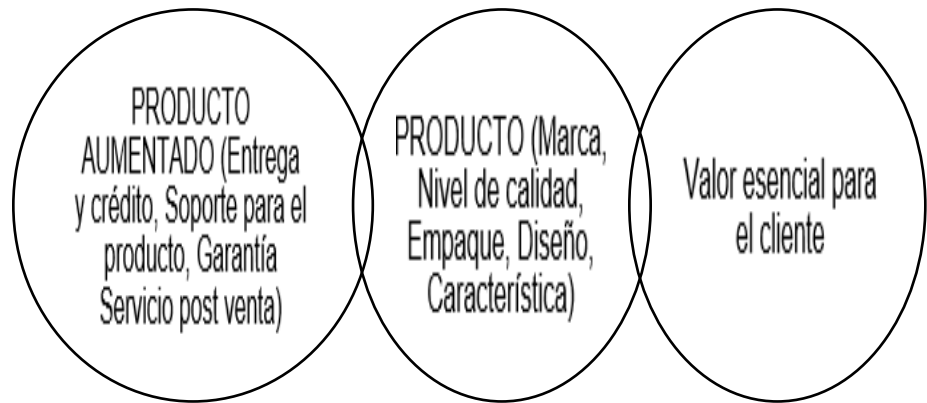 PRODUCTO
AUMENTADO (Entrega
y crédito, Soporte para el
producto, Garantía
Servicio post venta)
PRODUCTO (Marca,
Nivel de calidad,
Empaque, Diseño,
Característica)
Valor esencial para
el cliente